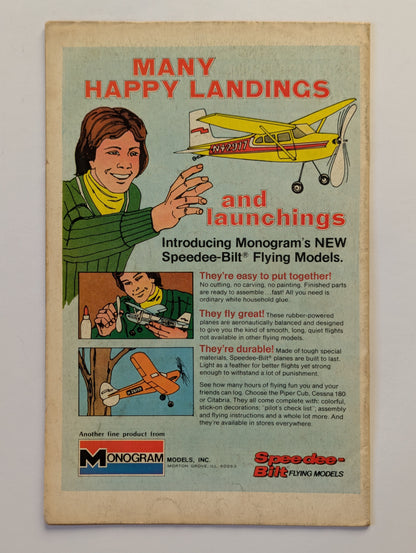 MANY
HAPPY LANDINGS
N42917
and
launchings
Introducing Monogram's NEW
Speedee-Bilt® Flying Models.
They're easy to put together!
No cutting, no carving, no painting. Finished parts
are ready to assemble...fast! All you need is
ordinary white household glue.
They fly great! These rubber-powered
planes are aeronautically balanced and designed
to give you the kind of smooth, long, quiet flights
not available in other flying models.
They're durable! Made of tough special
materials, Speedee-Bilt® planes are built to last.
Light as a feather for better flights yet strong
enough to withstand a lot of punishment.
See how many hours of flying fun you and your
friends can log. Choose the Piper Cub, Cessna 180
or Citabria. They all come complete with: colorful,
stick-on decorations; "pilot's check list"; assembly
and flying instructions and a whole lot more. And
they're available in stores everywhere.
Another fine product from
MONOGRAM MODELS, INC.
MORTON GROVE, ILL. 60053
Speedee-
Bilt FLYING MODELS